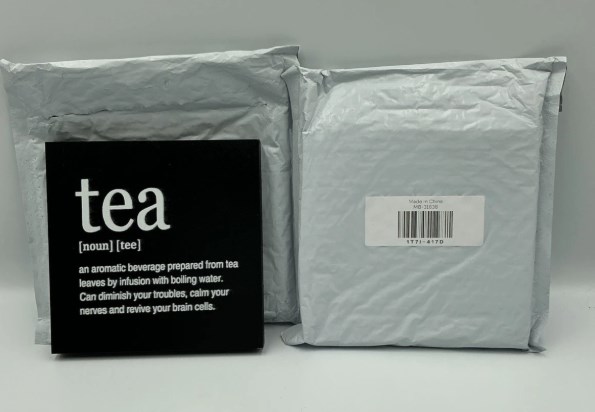 tea
[noun] [tee]
an aromatic beverage prepared from tea
leaves by infusion with boiling water.
Can diminish your troubles, calm your
nerves and revive your brain cells.
Made in China